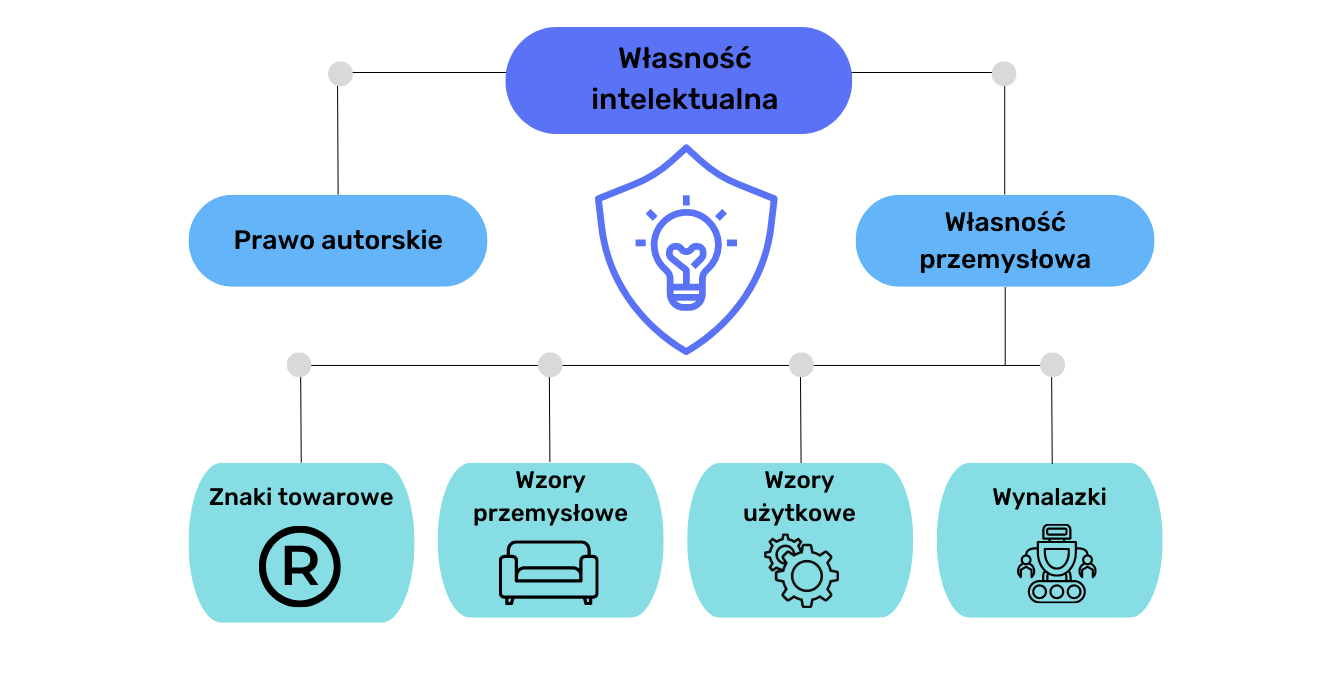 Własność
intelektualna
Prawo autorskie
Własność
przemysłowa
Znaki towarowe
Wzory
przemysłowe
Wzory
użytkowe
Wynalazki
R